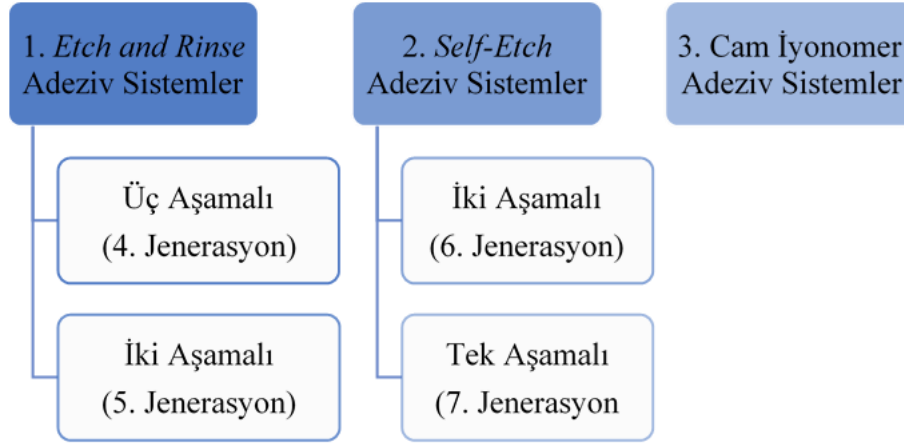 1. Etch and Rinse
Adeziv Sistemler
Üç Aşamalı
(4. Jenerasyon)
İki Aşamalı
(5. Jenerasyon)
2. Self-Etch
Adeziv Sistemler
İki Aşamalı
(6. Jenerasyon)
Tek Aşamalı
(7. Jenerasyon
3. Cam İyonomer
Adeziv Sistemler